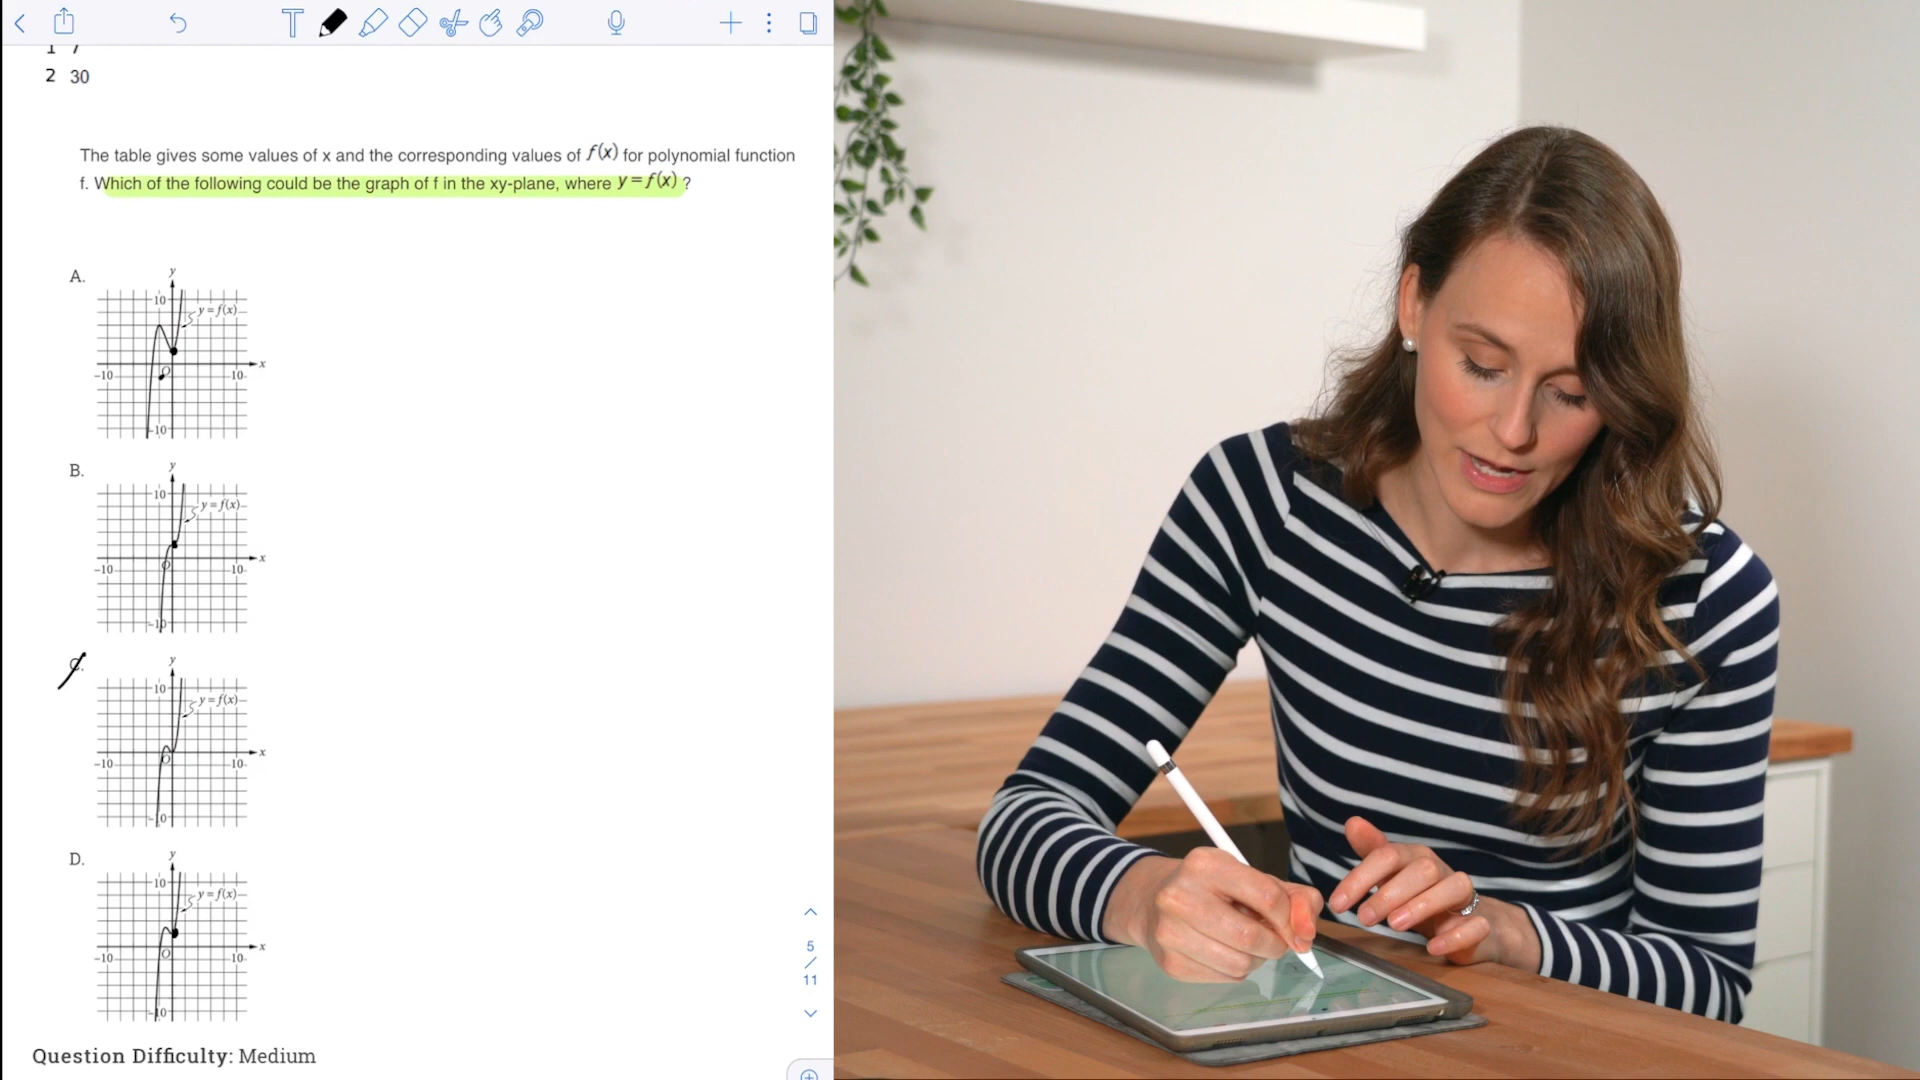 1 7
2 30
The table gives some values of x and the corresponding values of f(x) for polynomial function
f. Which of the following could be the graph of f in the xy-plane, where y = f(x) ?
A.
y
10
y = f(x)
x
-10
O
10
-10
B.
y
10
y = f(x)
x
-10
O
10
-10
C.
y
10
y = f(x)
x
-10
O
10
-10
D.
y
10
y = f(x)
x
-10
O
10
-10
5
/
11
Question Difficulty: Medium